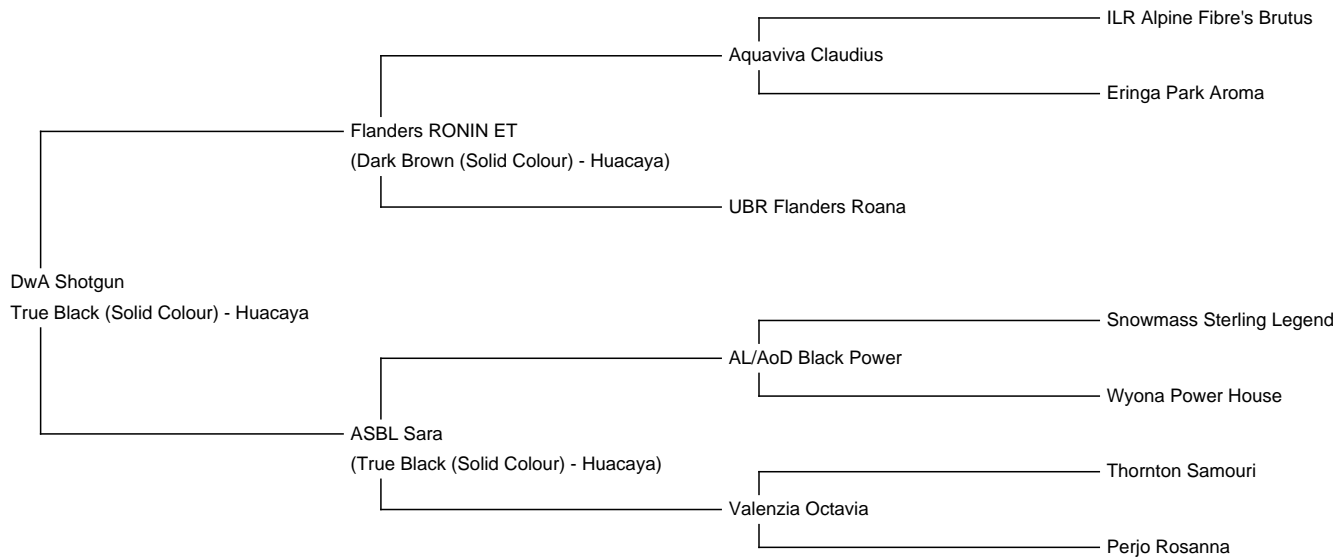 ILR Alpine Fibre's Brutus
Aquaviva Claudius
Eringa Park Aroma
Flanders RONIN ET
(Dark Brown (Solid Colour) - Huacaya)
UBR Flanders Roana
DwA Shotgun
True Black (Solid Colour) - Huacaya
Snowmass Sterling Legend
AL/AoD Black Power
Wyona Power House
ASBL Sara
(True Black (Solid Colour) - Huacaya)
Thornton Samouri
Valenzia Octavia
Perjo Rosanna